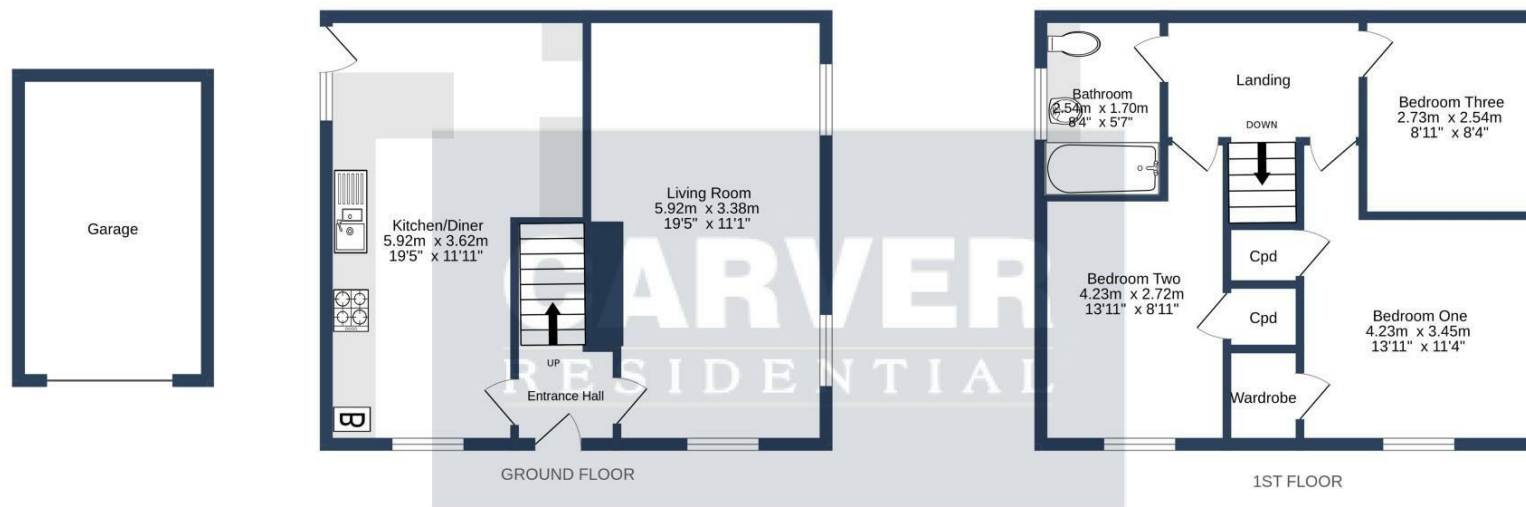 Garage
Kitchen/Diner
5.92m x 3.62m
19'5" x 11'11"
Living Room
5.92m x 3.38m
19'5" x 11'1"
UP
Entrance Hall
B
GROUND FLOOR
CARVER
RESIDENTIAL
Bathroom
2.54m x 1.70m
8'4" x 5'7"
Landing
DOWN
Bedroom Three
2.73m x 2.54m
8'11" x 8'4"
Bedroom Two
4.23m x 2.72m
13'11" x 8'11"
Cpd
Cpd
Wardrobe
Bedroom One
4.23m x 3.45m
13'11" x 11'4"
1ST FLOOR